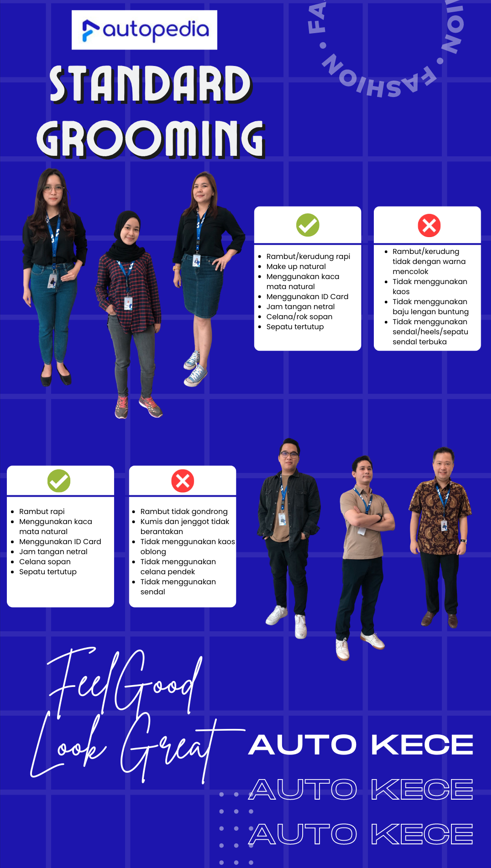 autopedia
FASHION • FASHION • FA
STANDARD
GROOMING
Rambut/kerudung rapi
Make up natural
Menggunakan kaca
mata natural
Menggunakan ID Card
Jam tangan netral
Celana/rok sopan
Sepatu tertutup
Rambut/kerudung
tidak dengan warna
mencolok
Tidak menggunakan
kaos
Tidak menggunakan
baju lengan buntung
Tidak menggunakan
sendal/heels/sepatu
sendal terbuka
Rambut rapi
Menggunakan kaca
mata natural
Menggunakan ID Card
Jam tangan netral
Celana sopan
Sepatu tertutup
Rambut tidak gondrong
Kumis dan jenggot tidak
berantakan
Tidak menggunakan kaos
oblong
Tidak menggunakan
celana pendek
Tidak menggunakan
sendal
Feel Good
Look Great
AUTO KECE
AUTO KECE
AUTO KECE